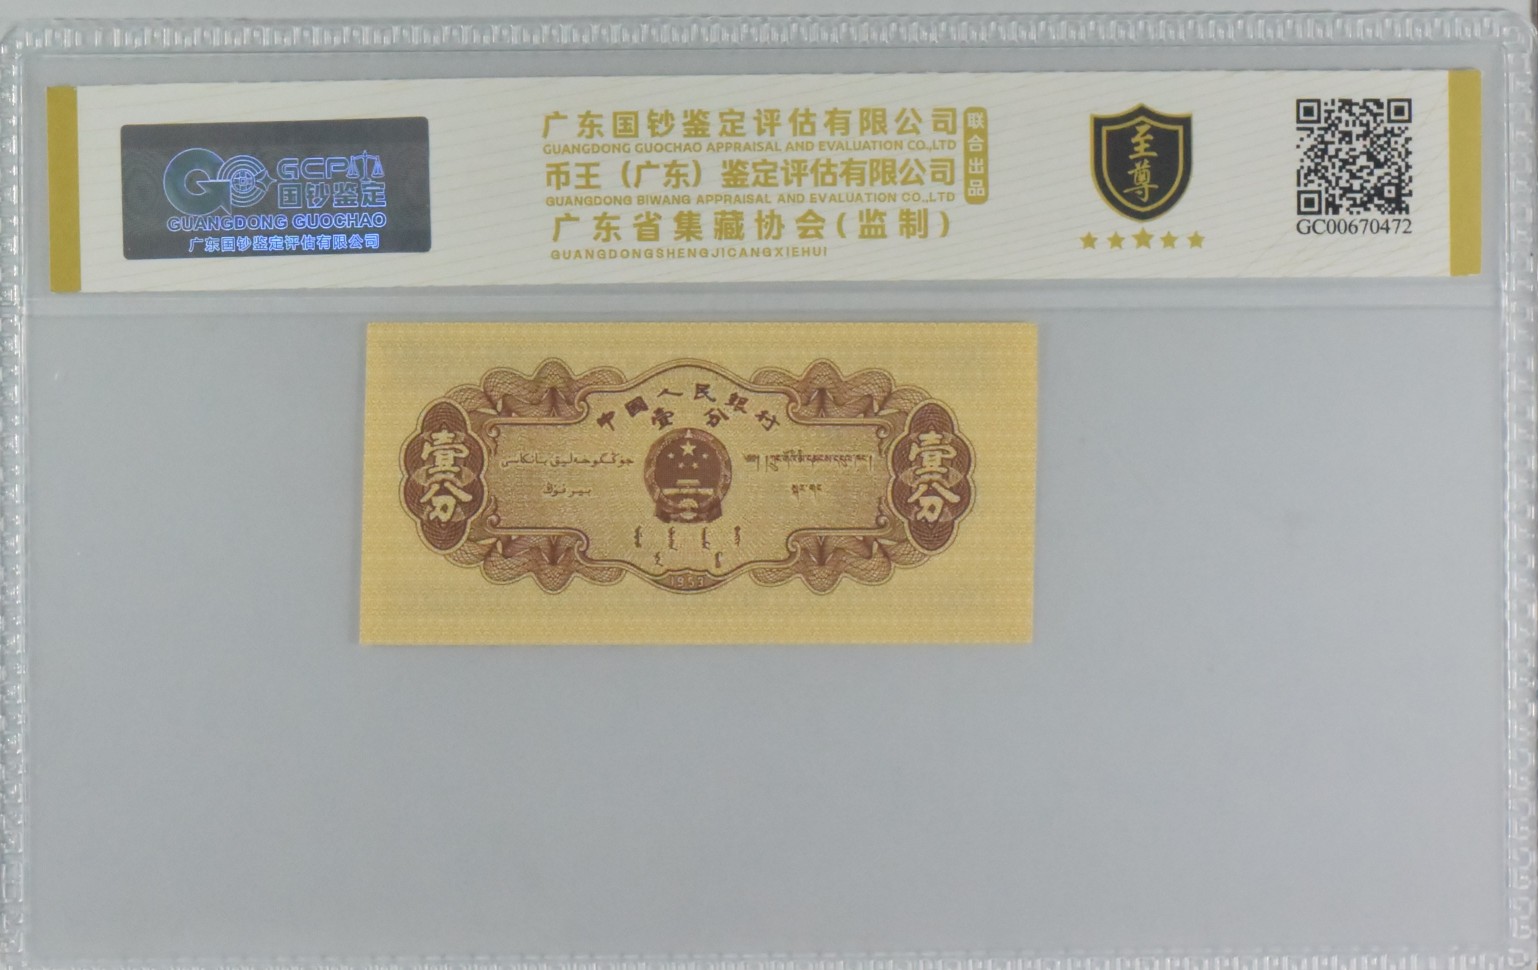 GCP
国钞鉴定
GUANGDONG GUOCHAO
广东国钞鉴定评估有限公司
广东国钞鉴定评估有限公司
GUANGDONG GUOCHAO APPRAISAL AND EVALUATION CO.,LTD
币王（广东）鉴定评估有限公司
GUANGDONG BIWANG APPRAISAL AND EVALUATION CO.,LTD
广东省集藏协会(监制)
GUANGDONGSHENGJICANGXIEHUI
联合出品
至尊
GC00670472
中国人民银行
壹分
壹分
壹分
1953